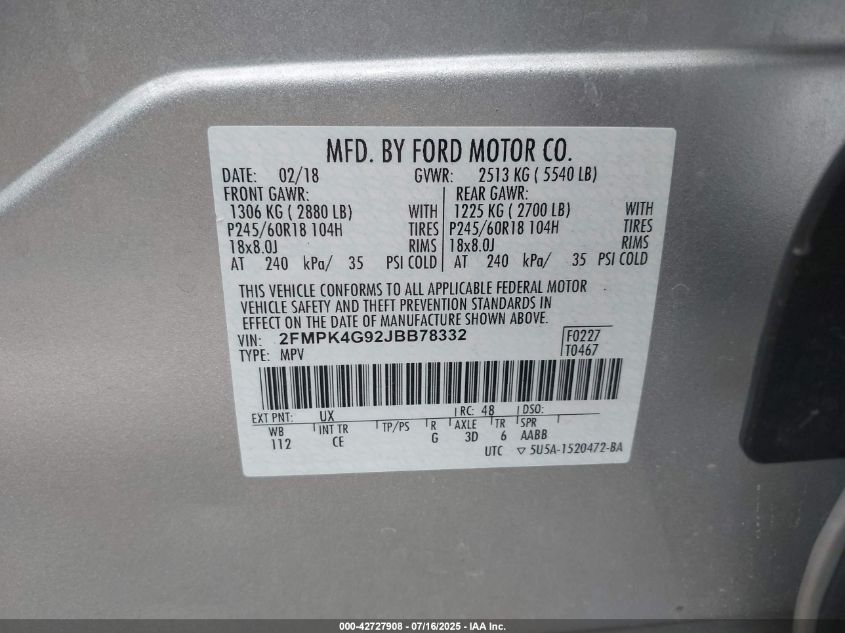 MFD. BY FORD MOTOR CO.
DATE: 02/18 GVWR: 2513 KG ( 5540 LB)
FRONT GAWR: REAR GAWR:
1306 KG ( 2880 LB) WITH 1225 KG ( 2700 LB) WITH
P245/60R18 104H TIRES P245/60R18 104H TIRES
18x8.0J RIMS 18x8.0J RIMS
AT 240 kPa/ 35 PSI COLD AT 240 kPa/ 35 PSI COLD
THIS VEHICLE CONFORMS TO ALL APPLICABLE FEDERAL MOTOR
VEHICLE SAFETY AND THEFT PREVENTION STANDARDS IN
EFFECT ON THE DATE OF MANUFACTURE SHOWN ABOVE.
VIN: 2FMPK4G92JBB78332 F0227
TYPE: MPV T0467
EXT PNT: UX RC: 48 DSO:
WB INT TR TP/PS R AXLE TR SPR
112 CE G 3D 6 AABB
UTC ▽ 5U5A-1520472-BA
000-42727908 - 07/16/2025 - IAA Inc.